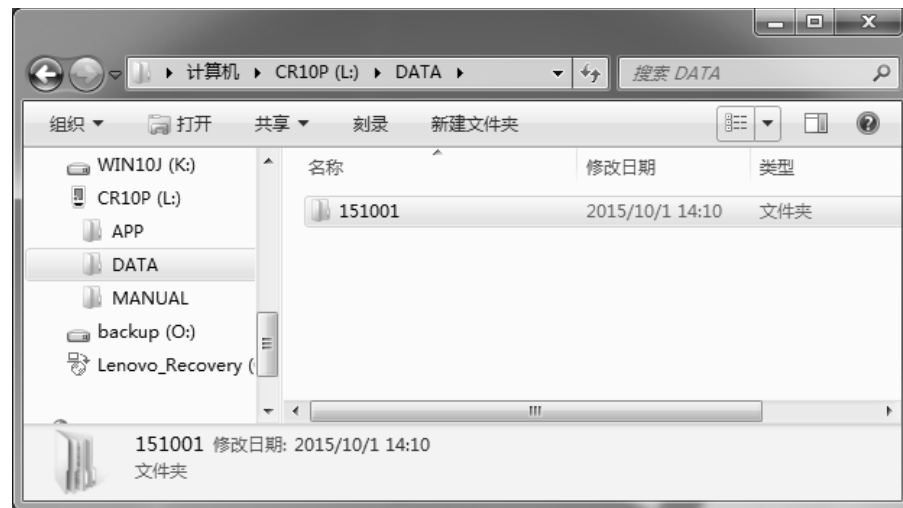 计算机 ▸ CR10P (L:) ▸ DATA ▸
搜索 DATA
组织 ▼ 打开 共享 ▼ 刻录 新建文件夹
WIN10J (K:)
CR10P (L:)
APP
DATA
MANUAL
backup (O:)
Lenovo_Recovery (
名称 修改日期 类型
151001 2015/10/1 14:10 文件夹
151001 修改日期: 2015/10/1 14:10
文件夹